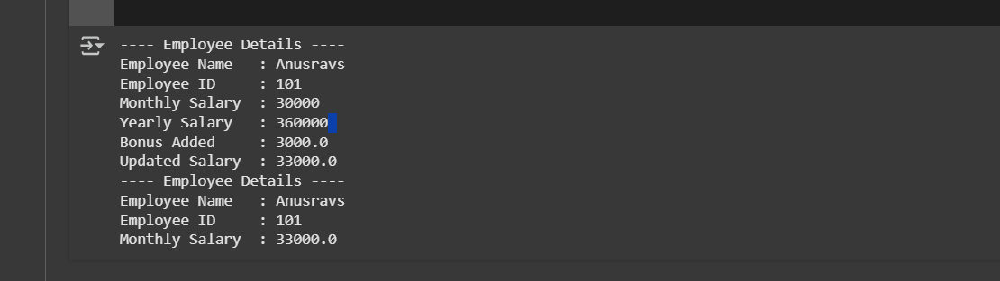 ---- Employee Details ----
Employee Name   : Anusravs
Employee ID     : 101
Monthly Salary  : 30000
Yearly Salary   : 360000
Bonus Added     : 3000.0
Updated Salary  : 33000.0
---- Employee Details ----
Employee Name   : Anusravs
Employee ID     : 101
Monthly Salary  : 33000.0